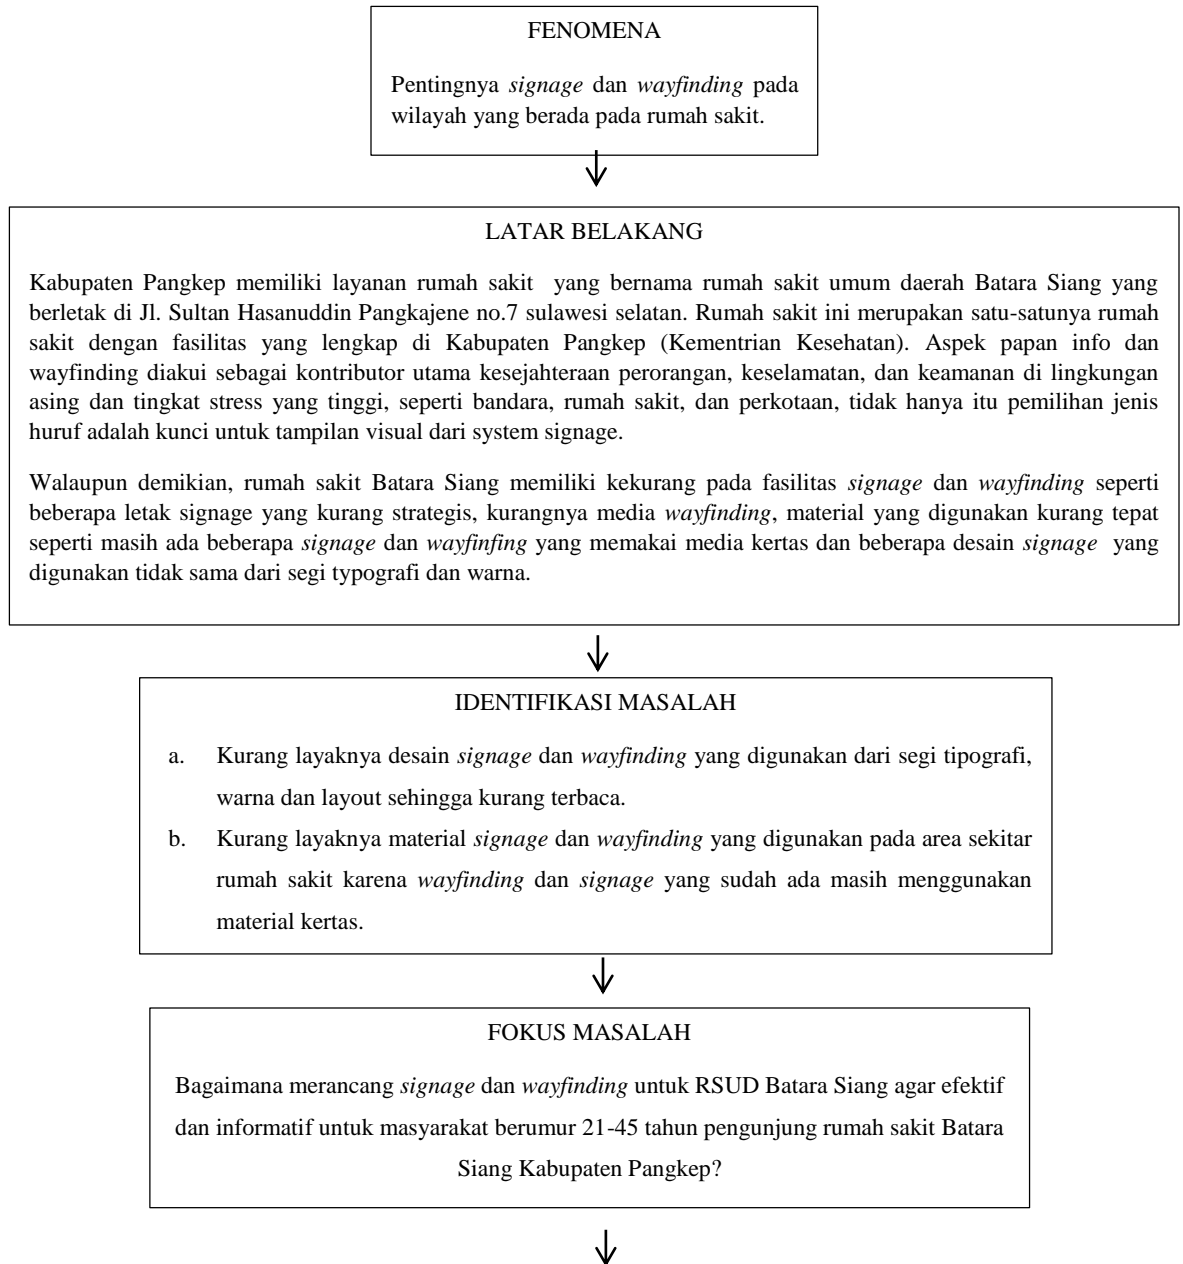 FENOMENA
Pentingnya signage dan wayfinding pada
wilayah yang berada pada rumah sakit.
LATAR BELAKANG
Kabupaten Pangkep memiliki layanan rumah sakit yang bernama rumah sakit umum daerah Batara Siang yang
berletak di Jl. Sultan Hasanuddin Pangkajene no.7 sulawesi selatan. Rumah sakit ini merupakan satu-satunya rumah
sakit dengan fasilitas yang lengkap di Kabupaten Pangkep (Kementrian Kesehatan). Aspek papan info dan
wayfinding diakui sebagai kontributor utama kesejahteraan perorangan, keselamatan, dan keamanan di lingkungan
asing dan tingkat stress yang tinggi, seperti bandara, rumah sakit, dan perkotaan, tidak hanya itu pemilihan jenis
huruf adalah kunci untuk tampilan visual dari system signage.
Walaupun demikian, rumah sakit Batara Siang memiliki kekurang pada fasilitas signage dan wayfinding seperti
beberapa letak signage yang kurang strategis, kurangnya media wayfinding, material yang digunakan kurang tepat
seperti masih ada beberapa signage dan wayfinfing yang memakai media kertas dan beberapa desain signage yang
digunakan tidak sama dari segi typografi dan warna.
IDENTIFIKASI MASALAH
a. Kurang layaknya desain signage dan wayfinding yang digunakan dari segi tipografi,
warna dan layout sehingga kurang terbaca.
b. Kurang layaknya material signage dan wayfinding yang digunakan pada area sekitar
rumah sakit karena wayfinding dan signage yang sudah ada masih menggunakan
material kertas.
FOKUS MASALAH
Bagaimana merancang signage dan wayfinding untuk RSUD Batara Siang agar efektif
dan informatif untuk masyarakat berumur 21-45 tahun pengunjung rumah sakit Batara
Siang Kabupaten Pangkep?